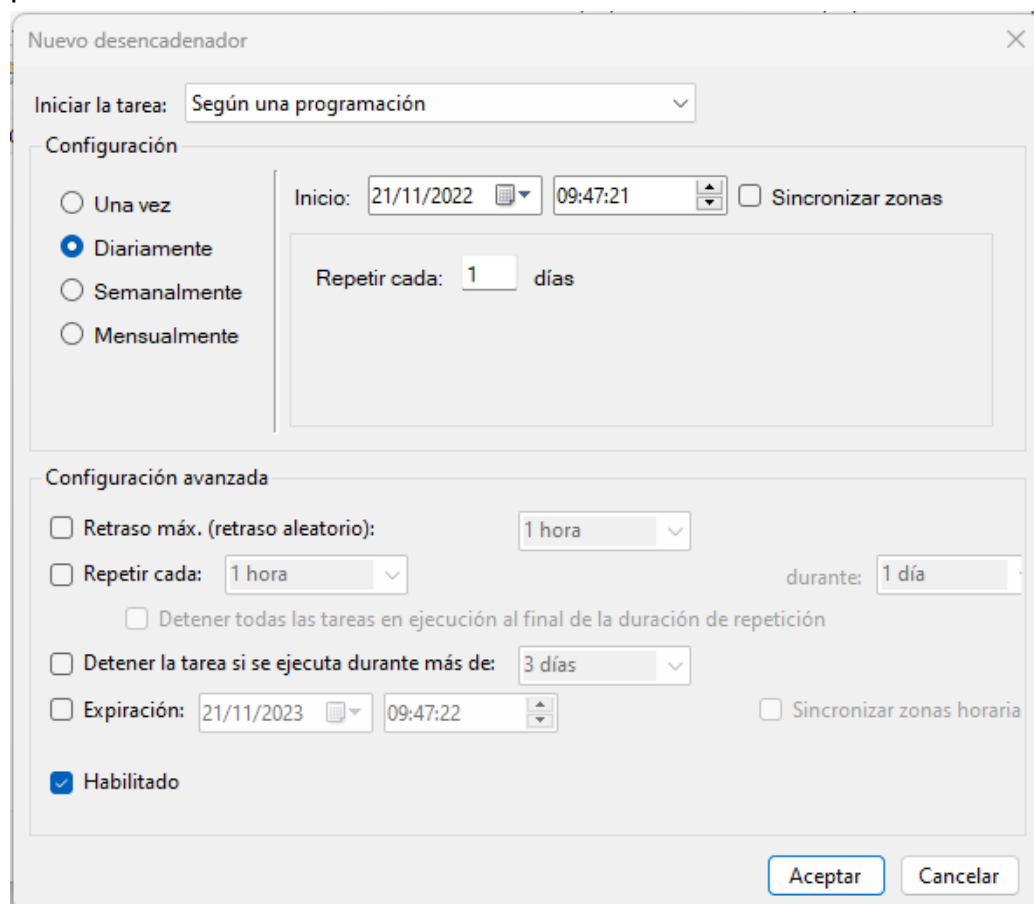 Nuevo desencadenador
Iniciar la tarea: Según una programación
Configuración
Una vez
Diariamente
Semanalmente
Mensualmente
Inicio: 21/11/2022 09:47:21 Sincronizar zonas
Repetir cada: 1 días
Configuración avanzada
Retraso máx. (retraso aleatorio): 1 hora
Repetir cada: 1 hora durante: 1 día
Detener todas las tareas en ejecución al final de la duración de repetición
Detener la tarea si se ejecuta durante más de: 3 días
Expiración: 21/11/2023 09:47:22 Sincronizar zonas horaria
Habilitado
Aceptar Cancelar